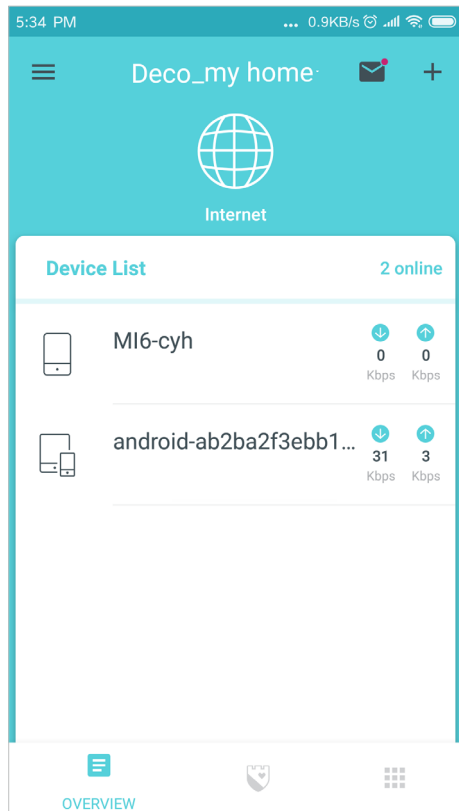 5:34 PM ... 0.9KB/s
Deco_my home
Internet
Device List 2 online
MI6-cyh
0 0
Kbps Kbps
android-ab2ba2f3ebb1...
31 3
Kbps Kbps
OVERVIEW